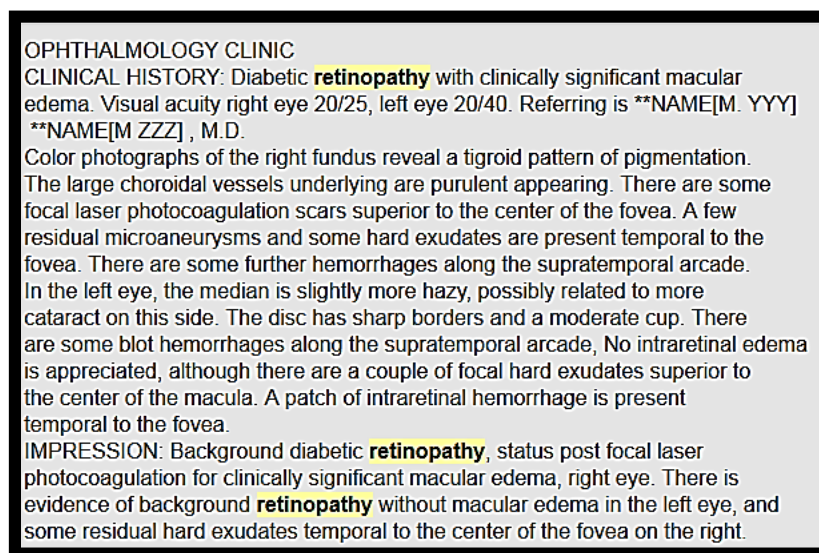 OPHTHALMOLOGY CLINIC
CLINICAL HISTORY: Diabetic retinopathy with clinically significant macular
edema. Visual acuity right eye 20/25, left eye 20/40. Referring is **NAME[M. YYY]
**NAME[M ZZZ] , M.D.
Color photographs of the right fundus reveal a tigroid pattern of pigmentation.
The large choroidal vessels underlying are purulent appearing. There are some
focal laser photocoagulation scars superior to the center of the fovea. A few
residual microaneurysms and some hard exudates are present temporal to the
fovea. There are some further hemorrhages along the supratemporal arcade.
In the left eye, the median is slightly more hazy, possibly related to more
cataract on this side. The disc has sharp borders and a moderate cup. There
are some blot hemorrhages along the supratemporal arcade, No intraretinal edema
is appreciated, although there are a couple of focal hard exudates superior to
the center of the macula. A patch of intraretinal hemorrhage is present
temporal to the fovea.
IMPRESSION: Background diabetic retinopathy, status post focal laser
photocoagulation for clinically significant macular edema, right eye. There is
evidence of background retinopathy without macular edema in the left eye, and
some residual hard exudates temporal to the center of the fovea on the right.